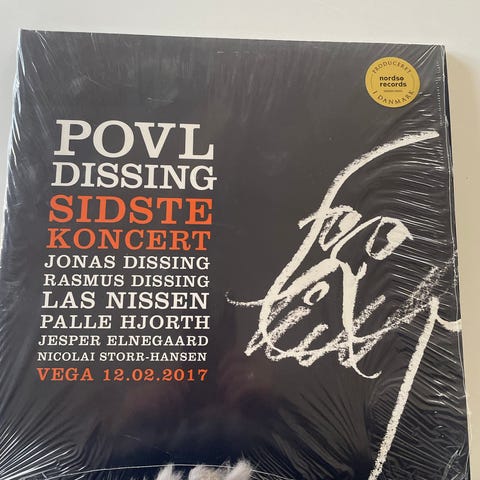 POVL
DISSING
SIDSTE
KONCERT
JONAS DISSING
RASMUS DISSING
LAS NISSEN
PALLE HJORTH
JESPER ELNEGAARD
NICOLAI STORR-HANSEN
VEGA 12.02.2017
PRODUCERET
nordsø
records
I DANMARK